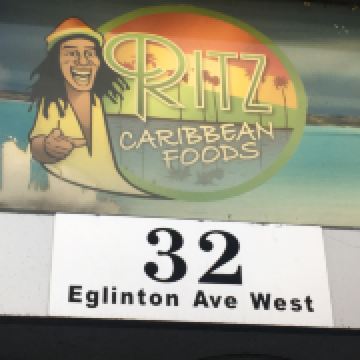 RITZ
CARIBBEAN
FOODS
32
Eglinton Ave West